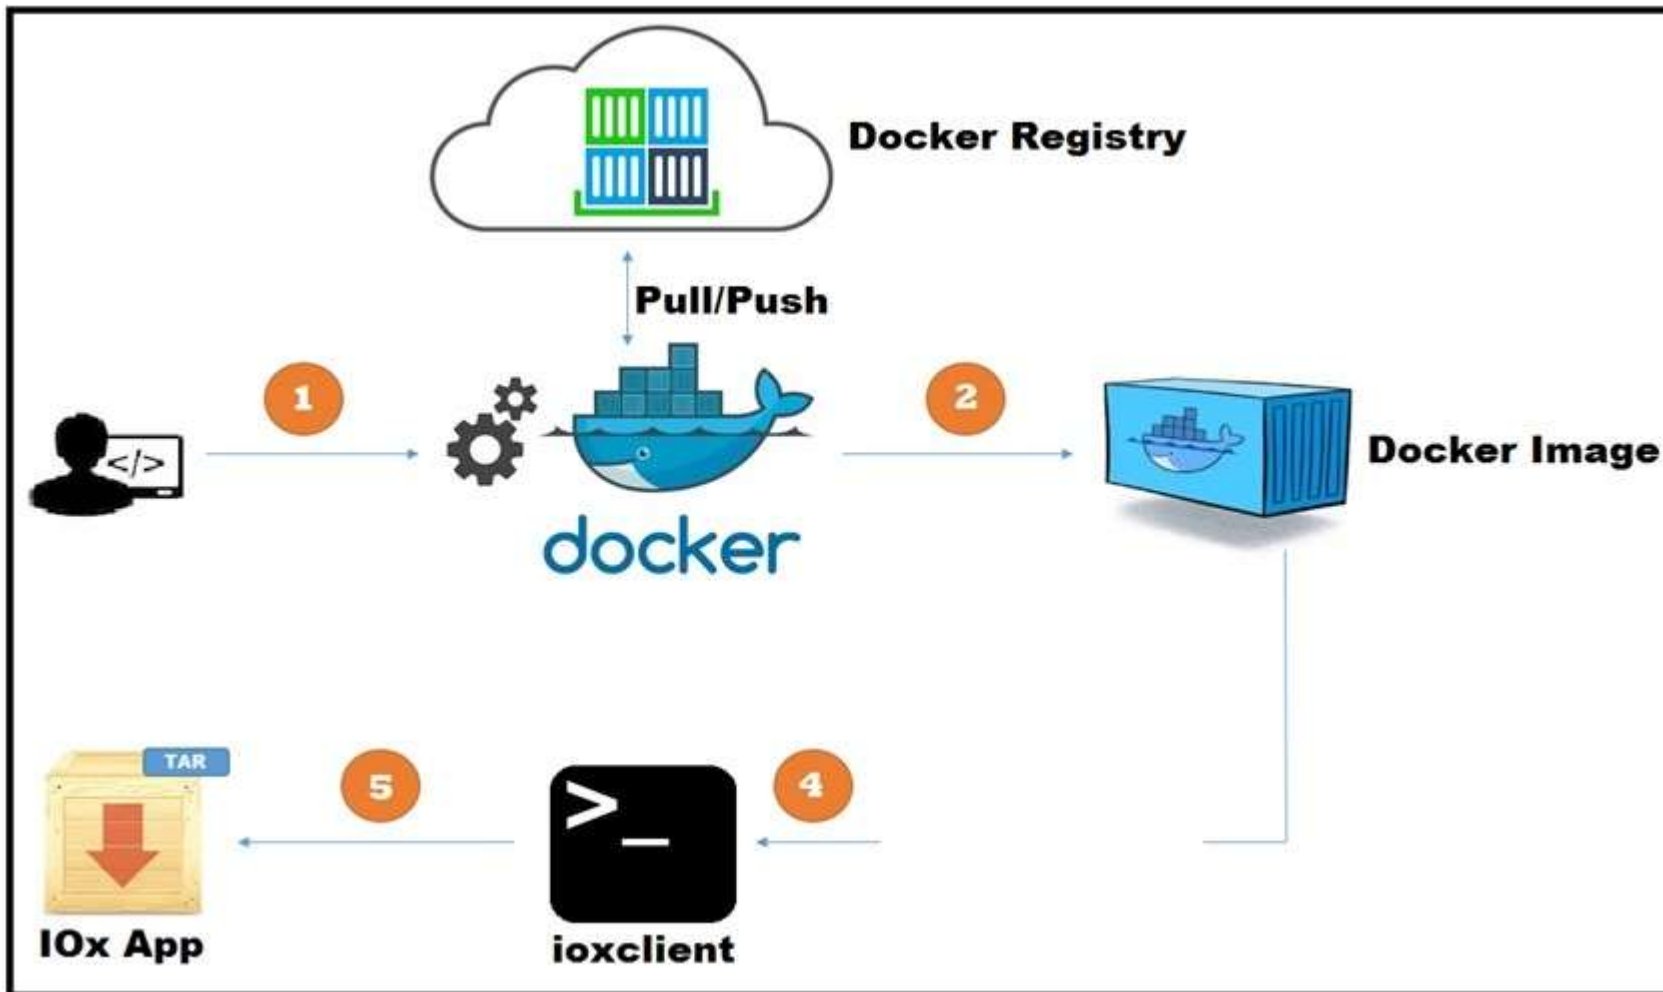 Docker Registry
Pull/Push
1
2
</>
Docker Image
docker
TAR
5
4
>_
IOx App
ioxclient